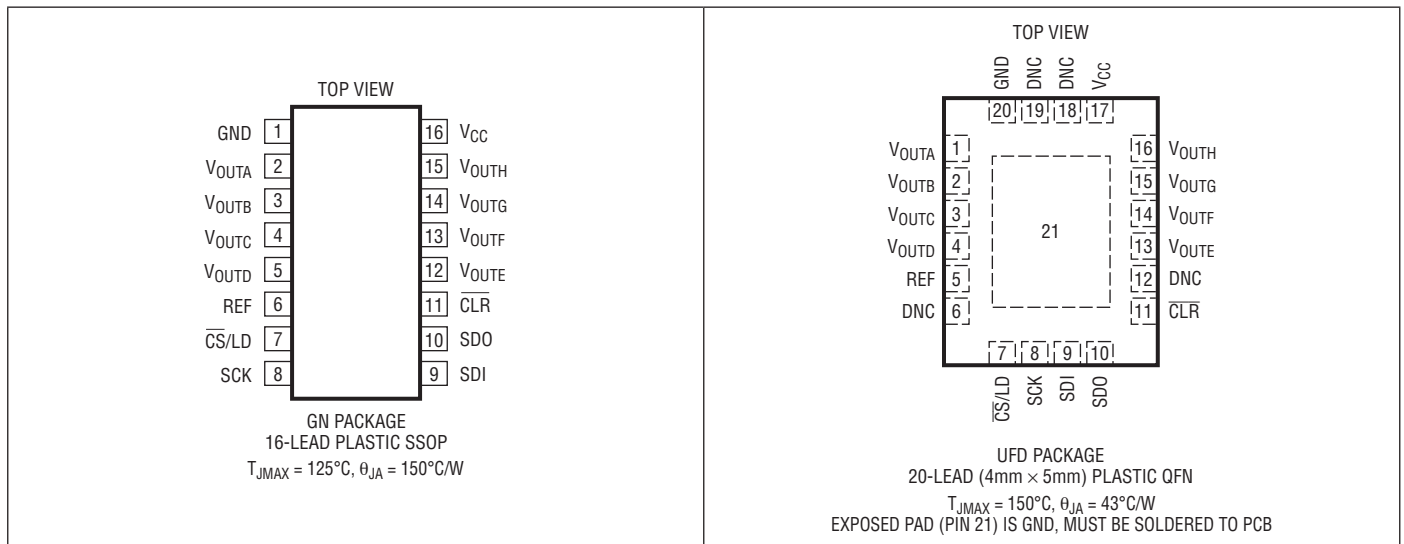 TOP VIEW
GND 1
VOUTA 2
VOUTB 3
VOUTC 4
VOUTD 5
REF 6
C̅S̅/LD 7
SCK 8
16 VCC
15 VOUTH
14 VOUTG
13 VOUTF
12 VOUTE
11 C̅L̅R̅
10 SDO
9 SDI
GN PACKAGE
16-LEAD PLASTIC SSOP
TJMAX = 125°C, θJA = 150°C/W
TOP VIEW
GND
DNC
DNC
VCC
20 19 18 17
VOUTA 1
VOUTB 2
VOUTC 3
VOUTD 4
REF 5
DNC 6
21
16 VOUTH
15 VOUTG
14 VOUTF
13 VOUTE
12 DNC
11 C̅L̅R̅
7 8 9 10
C̅S̅/LD
SCK
SDI
SDO
UFD PACKAGE
20-LEAD (4mm × 5mm) PLASTIC QFN
TJMAX = 150°C, θJA = 43°C/W
EXPOSED PAD (PIN 21) IS GND, MUST BE SOLDERED TO PCB